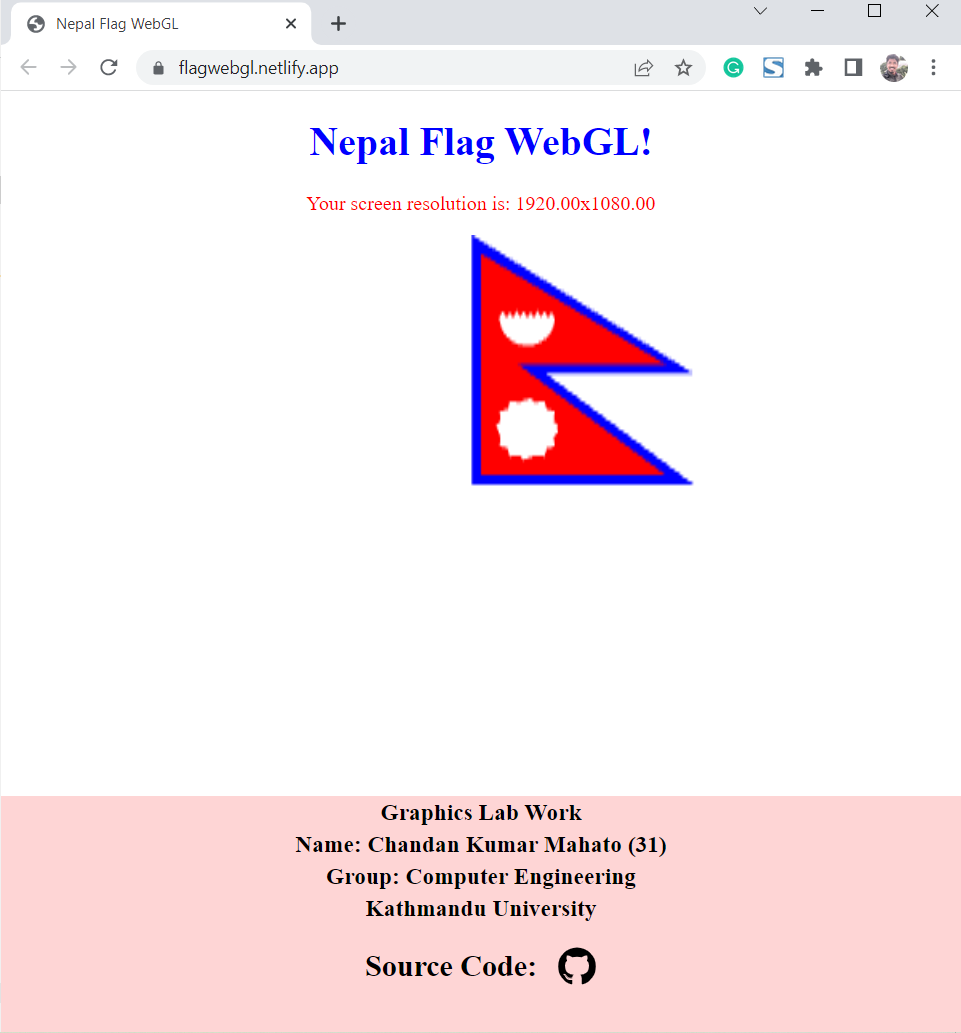 Nepal Flag WebGL
flagwebgl.netlify.app
Nepal Flag WebGL!
Your screen resolution is: 1920.00x1080.00
Graphics Lab Work
Name: Chandan Kumar Mahato (31)
Group: Computer Engineering
Kathmandu University
Source Code: